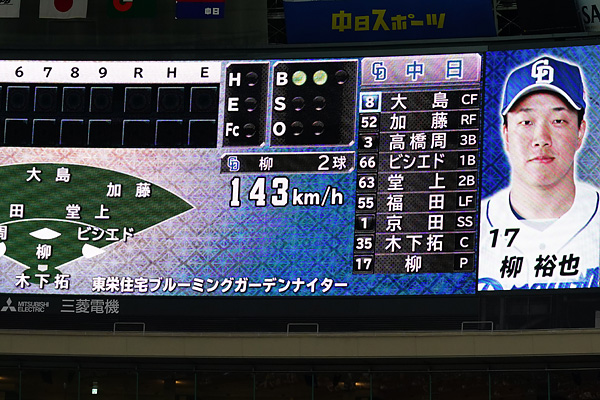 中日スポーツ
6 7 8 9 R H E
H B
E S
Fc O
柳 2球
143km/h
CD 中日
8 大島 CF
52 加藤 RF
3 高橋周 3B
66 ビシエド 1B
63 堂上 2B
55 福田 LF
1 京田 SS
35 木下拓 C
17 柳 P
大島
加藤
田 堂上
周 ビシエド
柳
木下拓
東栄住宅ブルーミングガーデンナイター
CD
17
柳 裕也
MITSUBISHI ELECTRIC 三菱電機